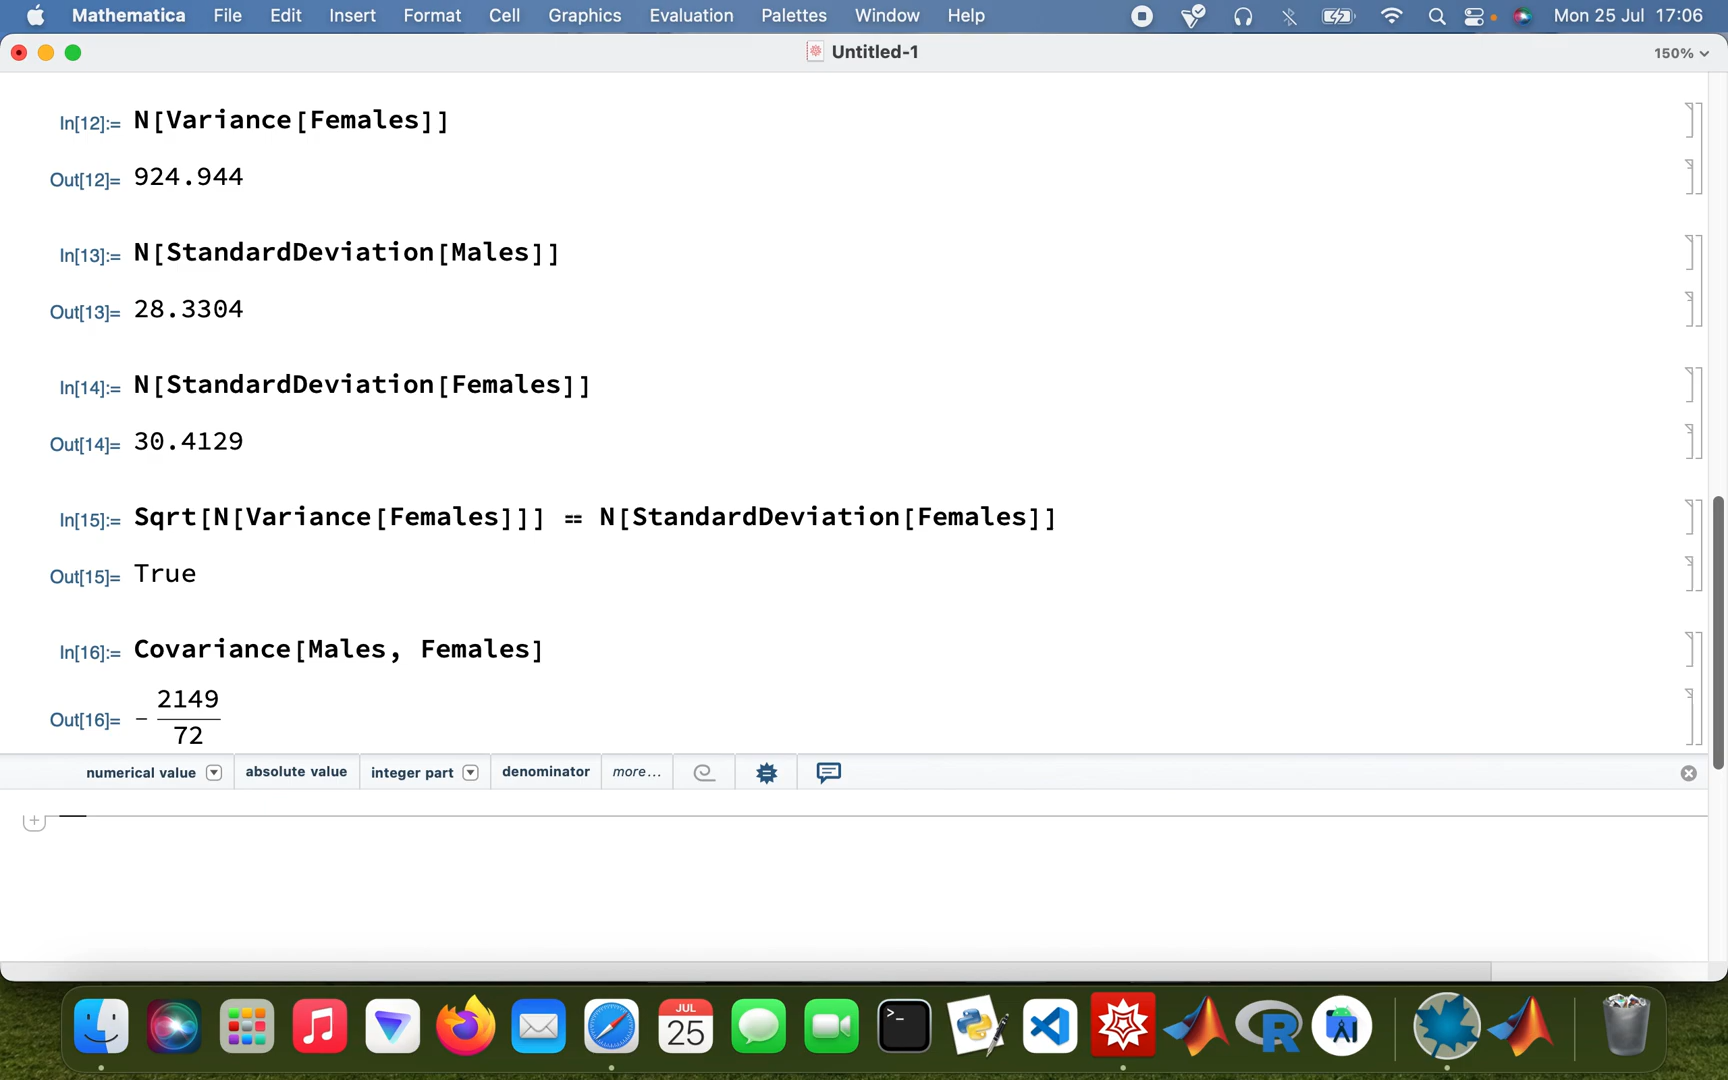 Mathematica File Edit Insert Format Cell Graphics Evaluation Palettes Window Help Mon 25 Jul 17:06
Untitled-1 150%
In[12]:= N[Variance[Females]]
Out[12]= 924.944
In[13]:= N[StandardDeviation[Males]]
Out[13]= 28.3304
In[14]:= N[StandardDeviation[Females]]
Out[14]= 30.4129
In[15]:= Sqrt[N[Variance[Females]]] == N[StandardDeviation[Females]]
Out[15]= True
In[16]:= Covariance[Males, Females]
2149
Out[16]= -
72
numerical value absolute value integer part denominator more...
JUL
25
>_
R